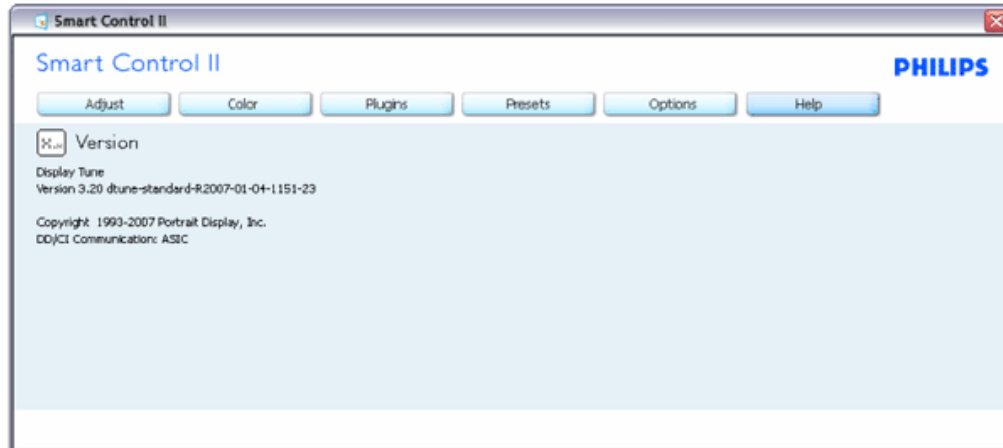 Smart Control II
Smart Control II
PHILIPS
Adjust Color Plugins Presets Options Help
X.xx Version
Display Tune
Version 3.20 dtune-standard-R2007-01-04-1151-23
Copyright 1993-2007 Portrait Display, Inc.
DD/CI Communication: ASIC